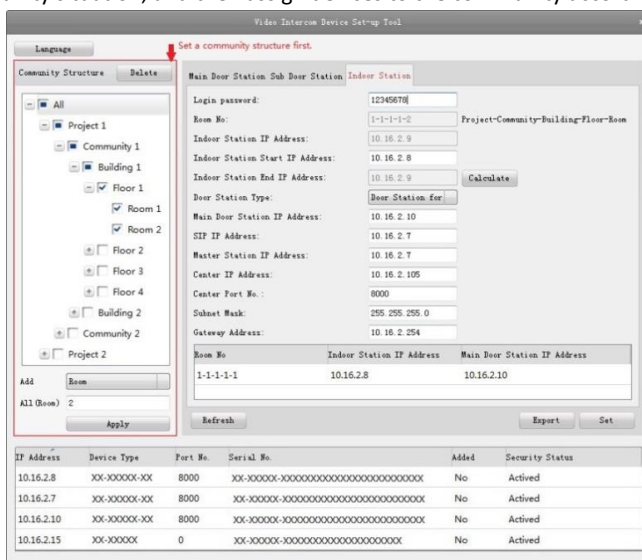 Video Intercom Device Set-up Tool
Language
Set a community structure first.
Community Structure Delete
Main Door Station Sub Door Station Indoor Station
All
Project 1
Community 1
Building 1
Floor 1
Room 1
Room 2
Floor 2
Floor 3
Floor 4
Building 2
Community 2
Project 2
Add Room
All(Room) 2
Apply
Login password: 12345678
Room No: 1-1-1-1-2 Project-Community-Building-Floor-Room
Indoor Station IP Address: 10.16.2.9
Indoor Station Start IP Address: 10.16.2.8
Indoor Station End IP Address: 10.16.2.9 Calculate
Door Station Type: Door Station for
Main Door Station IP Address: 10.16.2.10
SIP IP Address: 10.16.2.7
Master Station IP Address: 10.16.2.7
Center IP Address: 10.16.2.105
Center Port No.: 8000
Subnet Mask: 255.255.255.0
Gateway Address: 10.16.2.254
Room No Indoor Station IP Address Main Door Station IP Address
1-1-1-1-1 10.16.2.8 10.16.2.10
Refresh Export Set
IP Address Device Type Port No. Serial No. Added Security Status
10.16.2.8 XX-XXXXX-XX 8000 XX-XXXXX-XXXXXXXXXXXXXXXXXXXXXXX No Actived
10.16.2.7 XX-XXXXX-XX 8000 XX-XXXXX-XXXXXXXXXXXXXXXXXXXXXXX No Actived
10.16.2.10 XX-XXXXX-XX 8000 XX-XXXXX-XXXXXXXXXXXXXXXXXXXXXXX No Actived
10.16.2.15 XX-XXXXX 0 XX-XXXXX-XXXXXXXXXXXXXXXXXXX No Actived